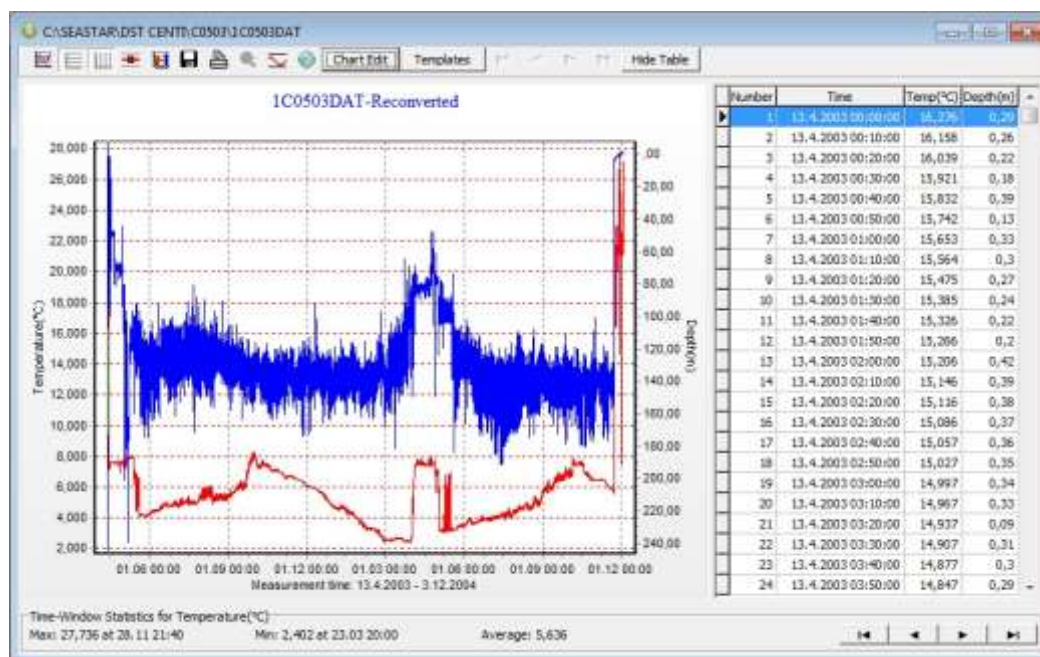 C:\SEASTAR\DST CENTI\C0503\1C0503DAT
Chart Edit Templates Hide Table
1C0503DAT-Reconverted
28,000
26,000
24,000
22,000
20,000
18,000
16,000
14,000
12,000
10,000
8,000
6,000
4,000
2,000
Temperature(°C)
,00
20,00
40,00
60,00
80,00
100,00
120,00
140,00
160,00
180,00
200,00
220,00
240,00
Depth(m)
01.06 00:00 01.09 00:00 01.12 00:00 01.03 00:00 01.06 00:00 01.09 00:00 01.12 00:00
Measurement time: 13.4.2003 - 3.12.2004
Number Time Temp(°C) Depth(m)
1 13.4.2003 00:00:00 16,276 0,29
2 13.4.2003 00:10:00 16,158 0,26
3 13.4.2003 00:20:00 16,039 0,22
4 13.4.2003 00:30:00 15,921 0,18
5 13.4.2003 00:40:00 15,832 0,39
6 13.4.2003 00:50:00 15,742 0,13
7 13.4.2003 01:00:00 15,653 0,33
8 13.4.2003 01:10:00 15,564 0,3
9 13.4.2003 01:20:00 15,475 0,27
10 13.4.2003 01:30:00 15,385 0,24
11 13.4.2003 01:40:00 15,326 0,22
12 13.4.2003 01:50:00 15,266 0,2
13 13.4.2003 02:00:00 15,206 0,42
14 13.4.2003 02:10:00 15,146 0,39
15 13.4.2003 02:20:00 15,116 0,38
16 13.4.2003 02:30:00 15,086 0,37
17 13.4.2003 02:40:00 15,057 0,36
18 13.4.2003 02:50:00 15,027 0,35
19 13.4.2003 03:00:00 14,997 0,34
20 13.4.2003 03:10:00 14,967 0,33
21 13.4.2003 03:20:00 14,937 0,09
22 13.4.2003 03:30:00 14,907 0,31
23 13.4.2003 03:40:00 14,877 0,3
24 13.4.2003 03:50:00 14,847 0,29
Time-Window Statistics for Temperature(°C)
Max: 27,736 at 28.11 21:40 Min: 2,402 at 23.03 20:00 Average: 5,636